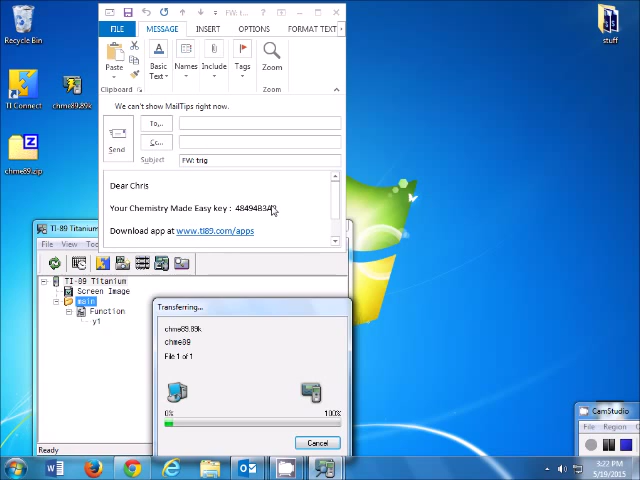 FW: t...
FILE
MESSAGE
INSERT
OPTIONS
FORMAT TEXT
Paste
Basic Text
Names
Include
Tags
Zoom
Clipboard
Zoom
We can't show MailTips right now.
Send
To...
Cc...
Subject
FW: trig
Dear Chris
Your Chemistry Made Easy key :
Download app at www.ti89.com/apps
Recycle Bin
TI Connect
chme89.89k
chme89.zip
stuff
TI-89 Titanium
File
View
TI-89 Titanium
Screen Image
main
Function
y1
Ready
Transferring...
chme89.89k
chme89
File 1 of 1
0%
100%
Cancel
CamStudio
File
Region
3:22 PM
5/19/2015